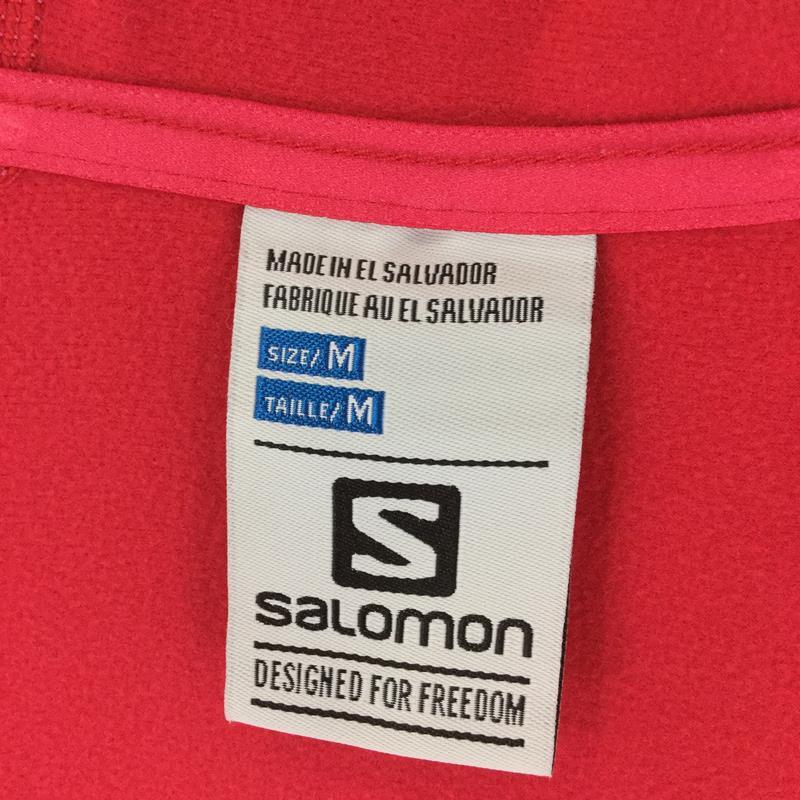 MADE IN EL SALVADOR
FABRIQUE AU EL SALVADOR
SIZE/ M
TAILLE/ M
S
SALOMON
DESIGNED FOR FREEDOM